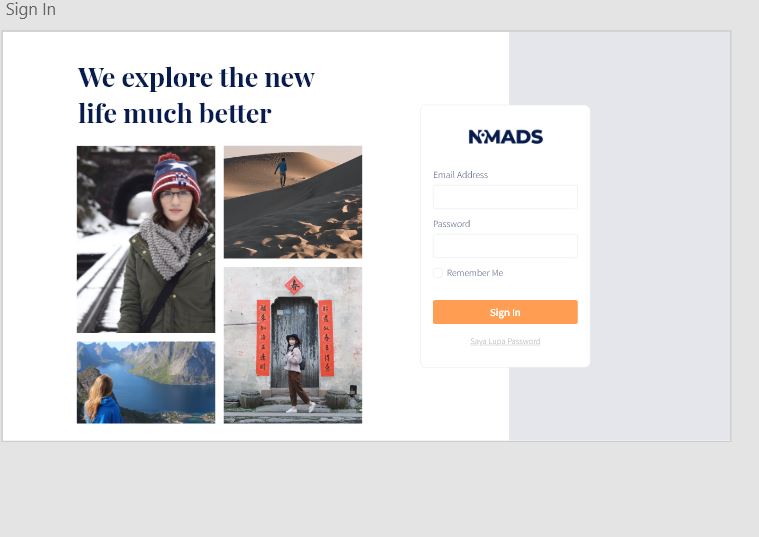 Sign In
We explore the new
life much better
NOMADS
Email Address
Password
Remember Me
Sign In
Saya Lupa Password
春